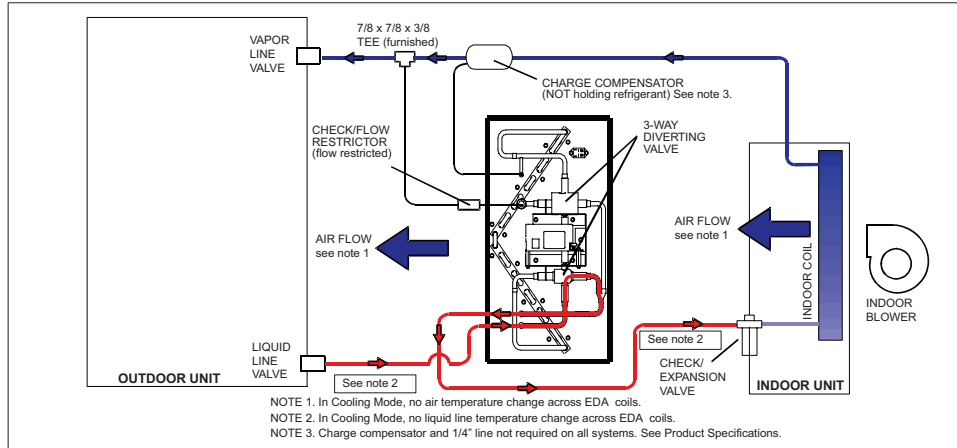 7/8 x 7/8 x 3/8
TEE (furnished)
VAPOR
LINE
VALVE
CHARGE COMPENSATOR
(NOT holding refrigerant) See note 3.
CHECK/FLOW
RESTRICTOR
(flow restricted)
3-WAY
DIVERTING
VALVE
AIR FLOW
see note 1
AIR FLOW
see note 1
INDOOR COIL
INDOOR
BLOWER
LIQUID
LINE
VALVE
See note 2
See note 2
CHECK/
EXPANSION
VALVE
OUTDOOR UNIT
INDOOR UNIT
NOTE 1. In Cooling Mode, no air temperature change across EDA coils.
NOTE 2. In Cooling Mode, no liquid line temperature change across EDA coils.
NOTE 3. Charge compensator and 1/4" line not required on all systems. See Product Specifications.